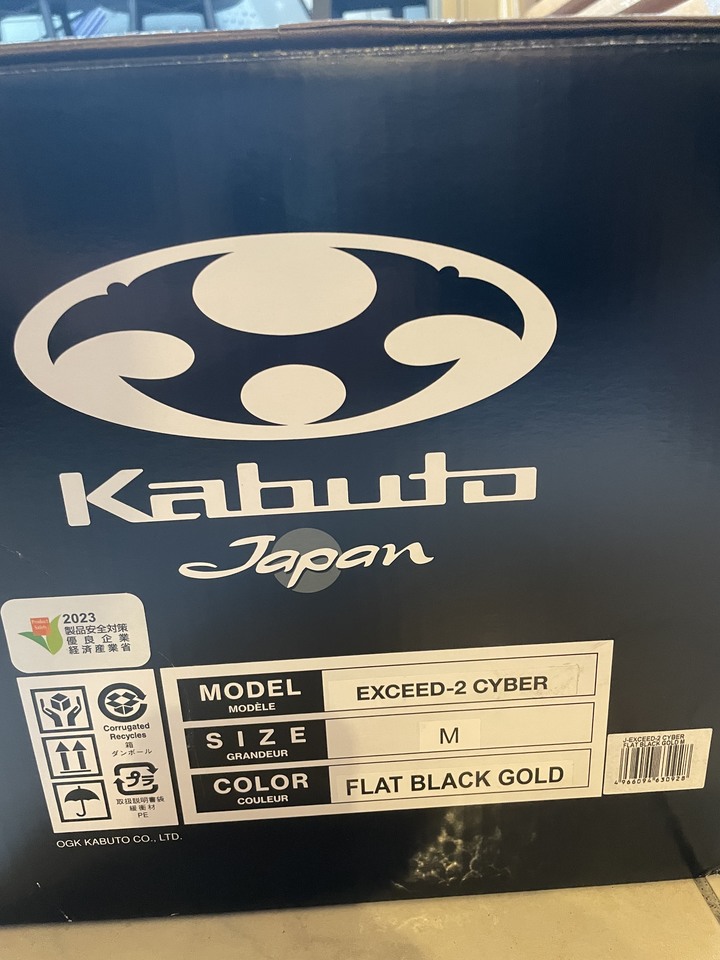 Kabuto
Japan
2023
製品安全対策
優良企業
経済産業省
Corrugated
Recycles
箱
ダンボール
プラ
取扱説明書袋
緩衝材
PE
MODEL
MODÈLE
EXCEED-2 CYBER
SIZE
GRANDEUR
M
COLOR
COULEUR
FLAT BLACK GOLD
J-EXCEED-2 CYBER
FLAT BLACK GOLD M
4966094630928
OGK KABUTO CO., LTD.